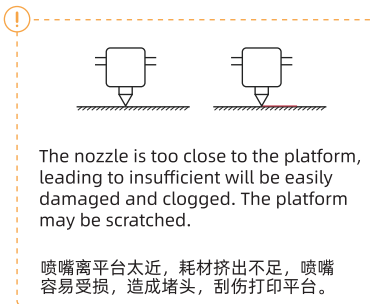 The nozzle is too close to the platform,
leading to insufficient will be easily
damaged and clogged. The platform
may be scratched.
喷嘴离平台太近，耗材挤出不足，喷嘴
容易受损，造成堵头，刮伤打印平台。